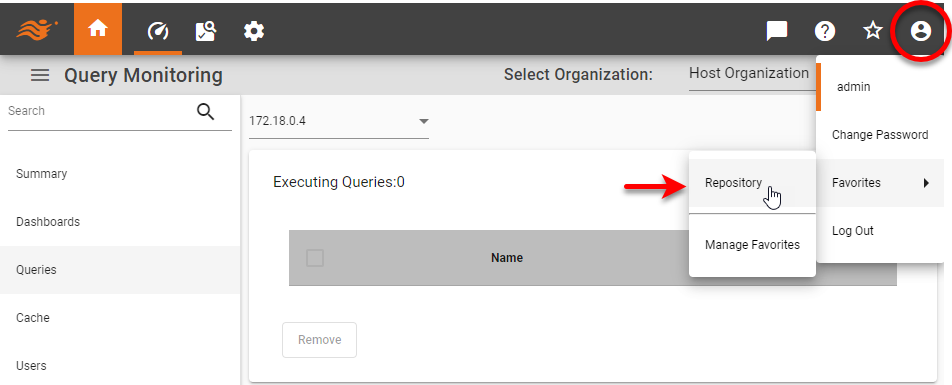 Query Monitoring
Select Organization:
Host Organization
Search
Summary
Dashboards
Queries
Cache
Users
172.18.0.4
Executing Queries:0
Name
Remove
admin
Change Password
Favorites
Log Out
Repository
Manage Favorites